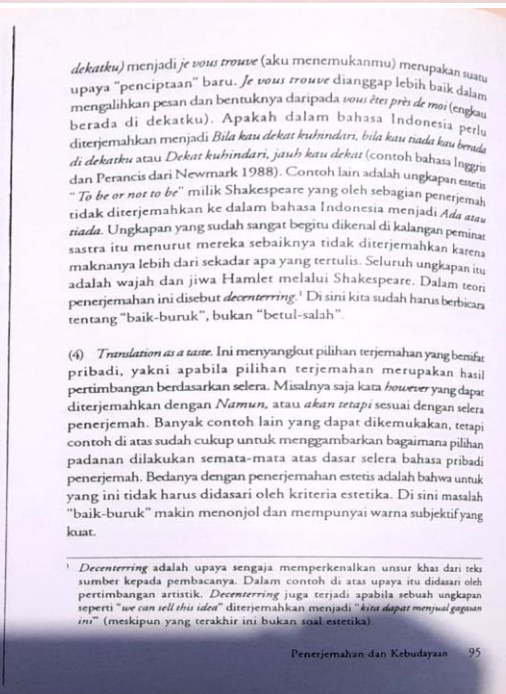 dekatku) menjadi je vous trouve (aku menemukanmu) merupakan suatu
upaya "penciptaan" baru. Je vous trouve dianggap lebih baik dalam
mengalihkan pesan dan bentuknya daripada vous êtes près de moi (engkau
berada di dekatku). Apakah dalam bahasa Indonesia perlu
diterjemahkan menjadi Bila kau dekat kuhindari, bila kau tiada kau berada
di dekatku atau Dekat kuhindari, jauh kau dekat (contoh bahasa Inggris
dan Perancis dari Newmark 1988). Contoh lain adalah ungkapan estetis
"To be or not to be" milik Shakespeare yang oleh sebagian penerjemah
tidak diterjemahkan ke dalam bahasa Indonesia menjadi Ada atau
tiada. Ungkapan yang sudah sangat begitu dikenal di kalangan peminat
sastra itu menurut mereka sebaiknya tidak diterjemahkan karena
maknanya lebih dari sekadar apa yang tertulis. Seluruh ungkapan itu
adalah wajah dan jiwa Hamlet melalui Shakespeare. Dalam teori
penerjemahan ini disebut decenterring.¹ Di sini kita sudah harus berbicara
tentang "baik-buruk", bukan "betul-salah".
(4) Translation as a taste. Ini menyangkut pilihan terjemahan yang bersifat
pribadi, yakni apabila pilihan terjemahan merupakan hasil
pertimbangan berdasarkan selera. Misalnya saja kata however yang dapat
diterjemahkan dengan Namun, atau akan tetapi sesuai dengan selera
penerjemah. Banyak contoh lain yang dapat dikemukakan, tetapi
contoh di atas sudah cukup untuk menggambarkan bagaimana pilihan
padanan dilakukan semata-mata atas dasar selera bahasa pribadi
penerjemah. Bedanya dengan penerjemahan estetis adalah bahwa untuk
yang ini tidak harus didasari oleh kriteria estetika. Di sini masalah
"baik-buruk" makin menonjol dan mempunyai warna subjektif yang
kuat.
¹ Decenterring adalah upaya sengaja memperkenalkan unsur khas dari teks
sumber kepada pembacanya. Dalam contoh di atas upaya itu didasari oleh
pertimbangan artistik. Decenterring juga terjadi apabila sebuah ungkapan
seperti "we can sell this idea" diterjemahkan menjadi "kita dapat menjual gagasan
ini" (meskipun yang terakhir ini bukan soal estetika).
Penerjemahan dan Kebudayaan 95